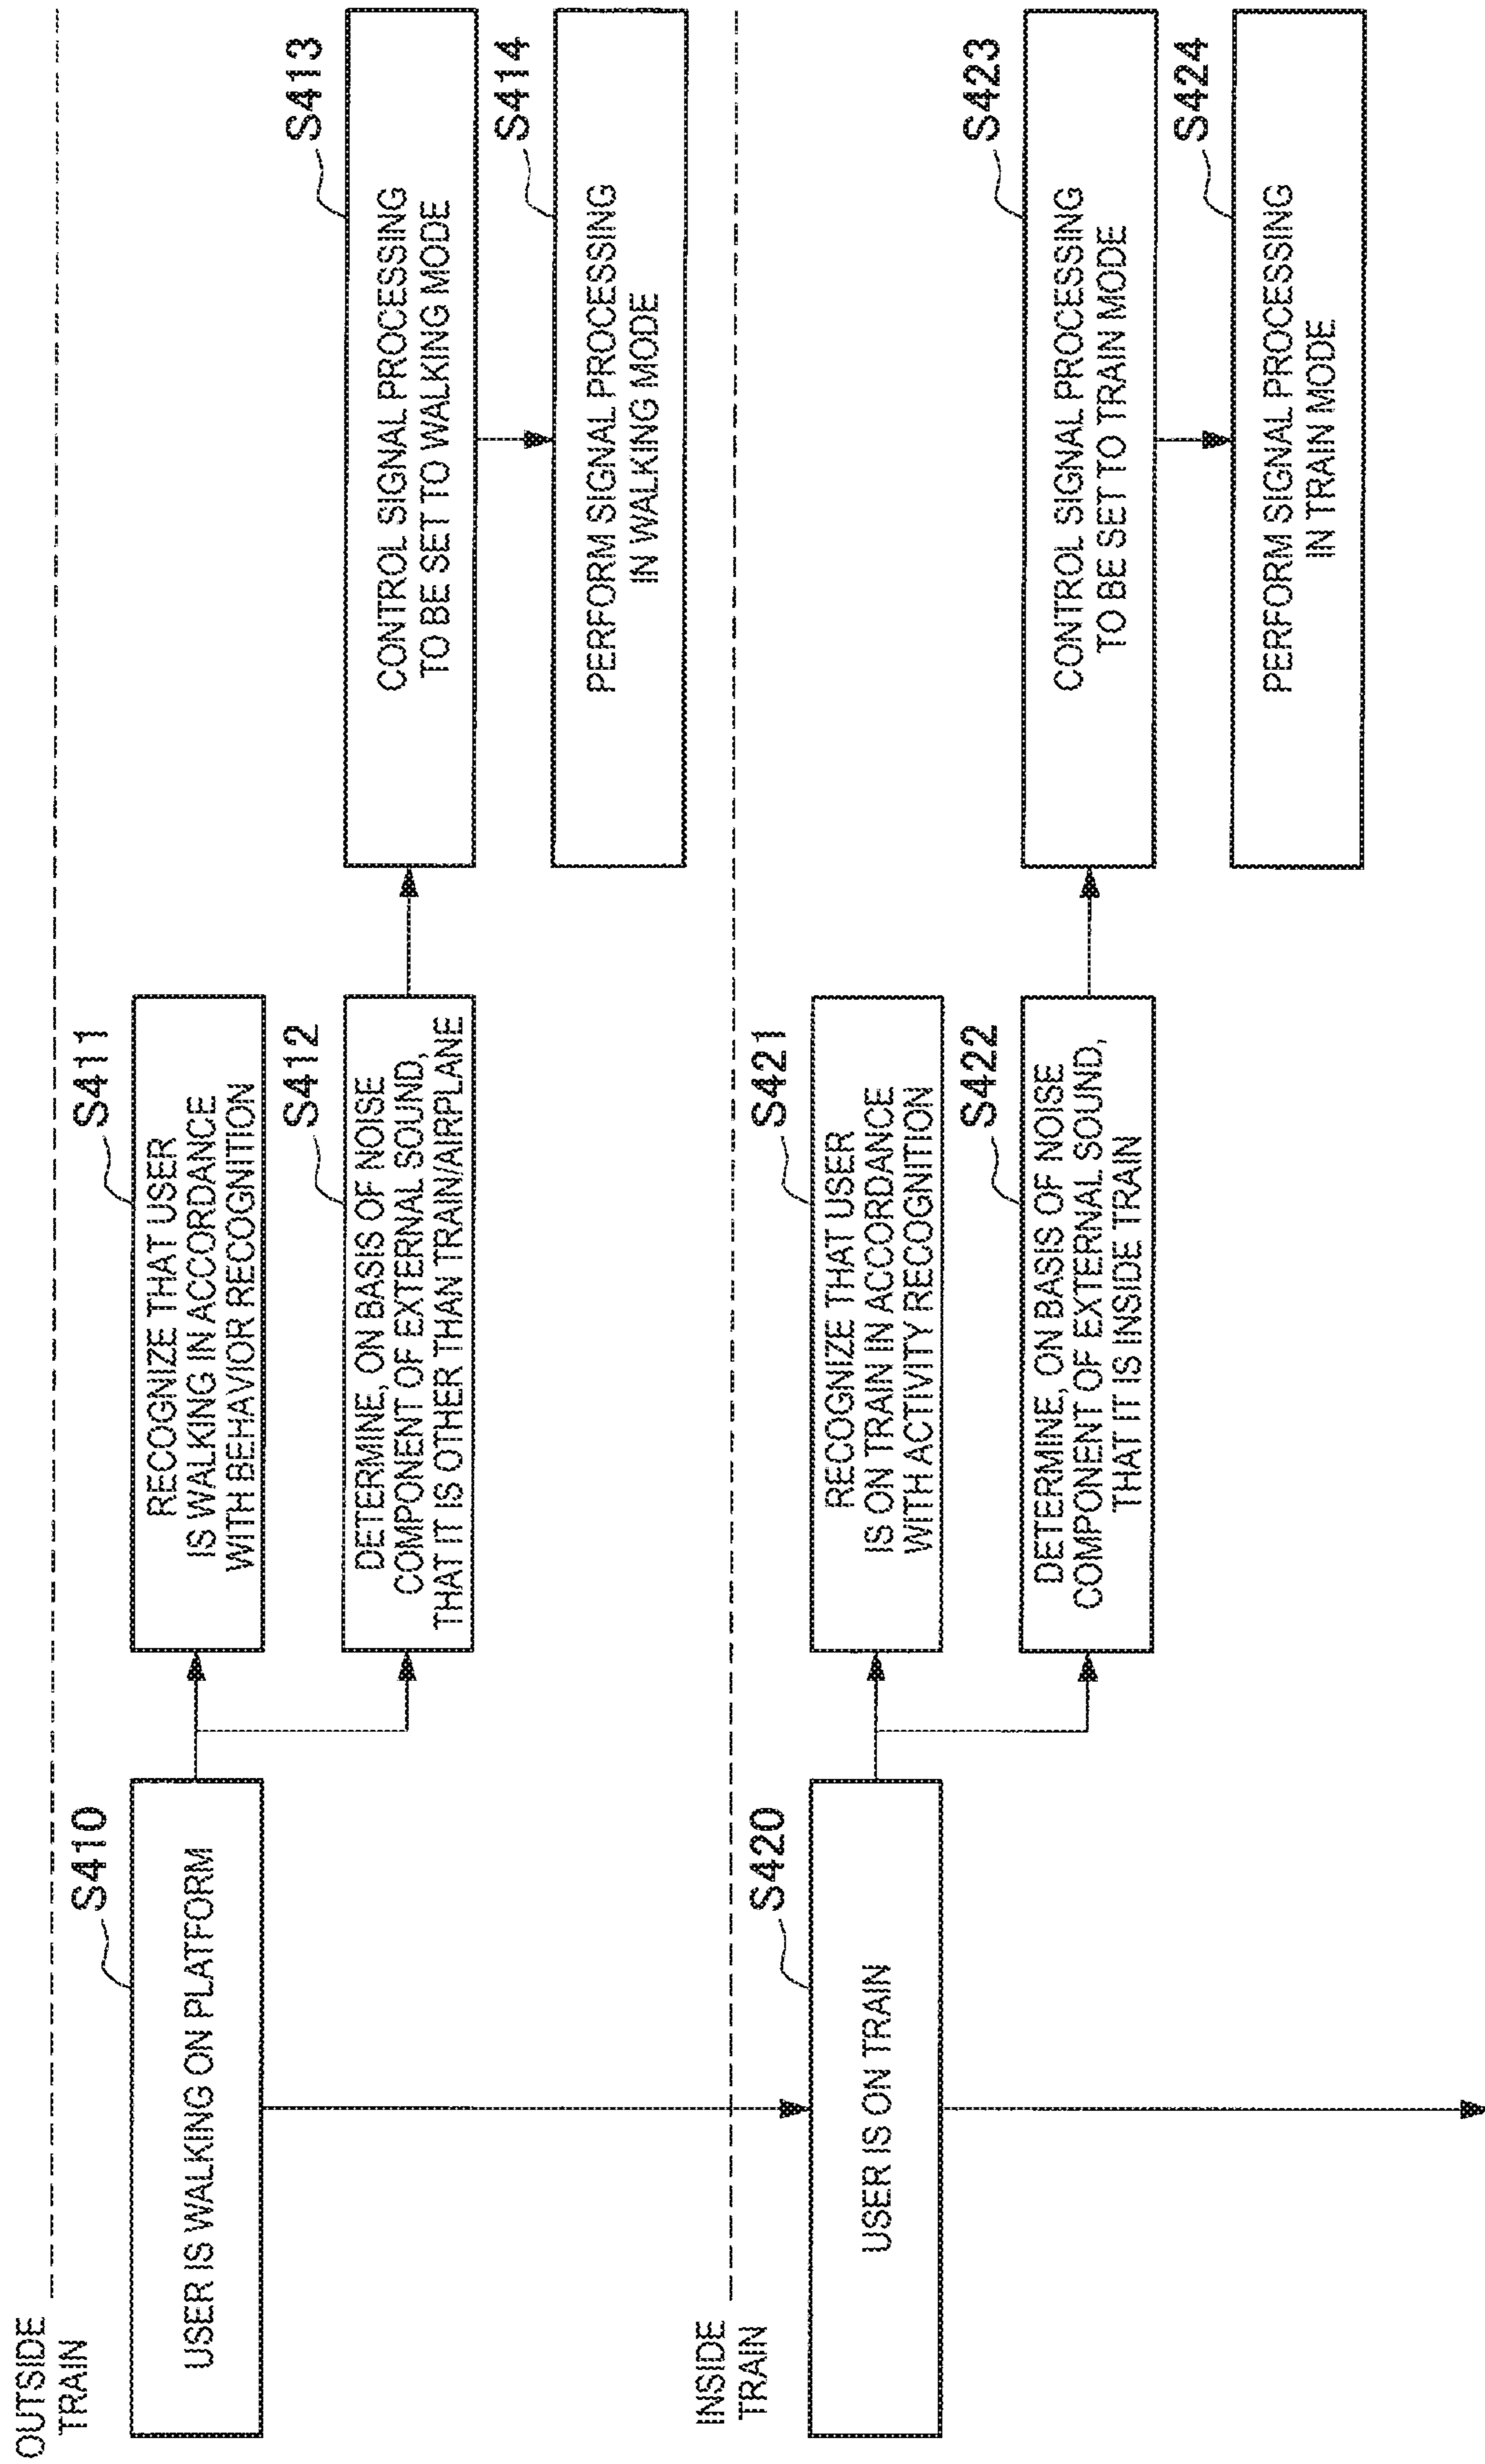 OUTSIDE
TRAIN
S410
USER IS WALKING ON PLATFORM
S411
RECOGNIZE THAT USER
IS WALKING IN ACCORDANCE
WITH BEHAVIOR RECOGNITION
S412
DETERMINE, ON BASIS OF NOISE
COMPONENT OF EXTERNAL SOUND,
THAT IT IS OTHER THAN TRAIN/AIRPLANE
S413
CONTROL SIGNAL PROCESSING
TO BE SET TO WALKING MODE
S414
PERFORM SIGNAL PROCESSING
IN WALKING MODE
INSIDE
TRAIN
S420
USER IS ON TRAIN
S421
RECOGNIZE THAT USER
IS ON TRAIN IN ACCORDANCE
WITH ACTIVITY RECOGNITION
S422
DETERMINE, ON BASIS OF NOISE
COMPONENT OF EXTERNAL SOUND,
THAT IT IS INSIDE TRAIN
S423
CONTROL SIGNAL PROCESSING
TO BE SET TO TRAIN MODE
S424
PERFORM SIGNAL PROCESSING
IN TRAIN MODE